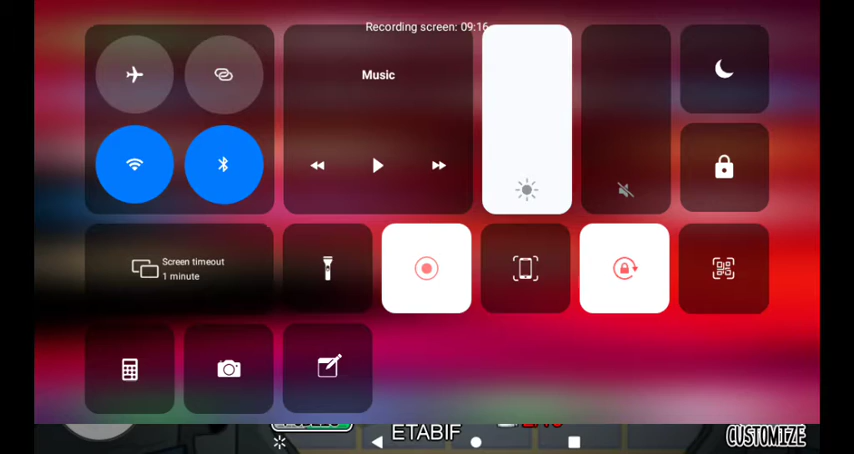 Recording screen: 09:16
Music
Screen timeout
1 minute
ETABIF
CUSTOMIZE